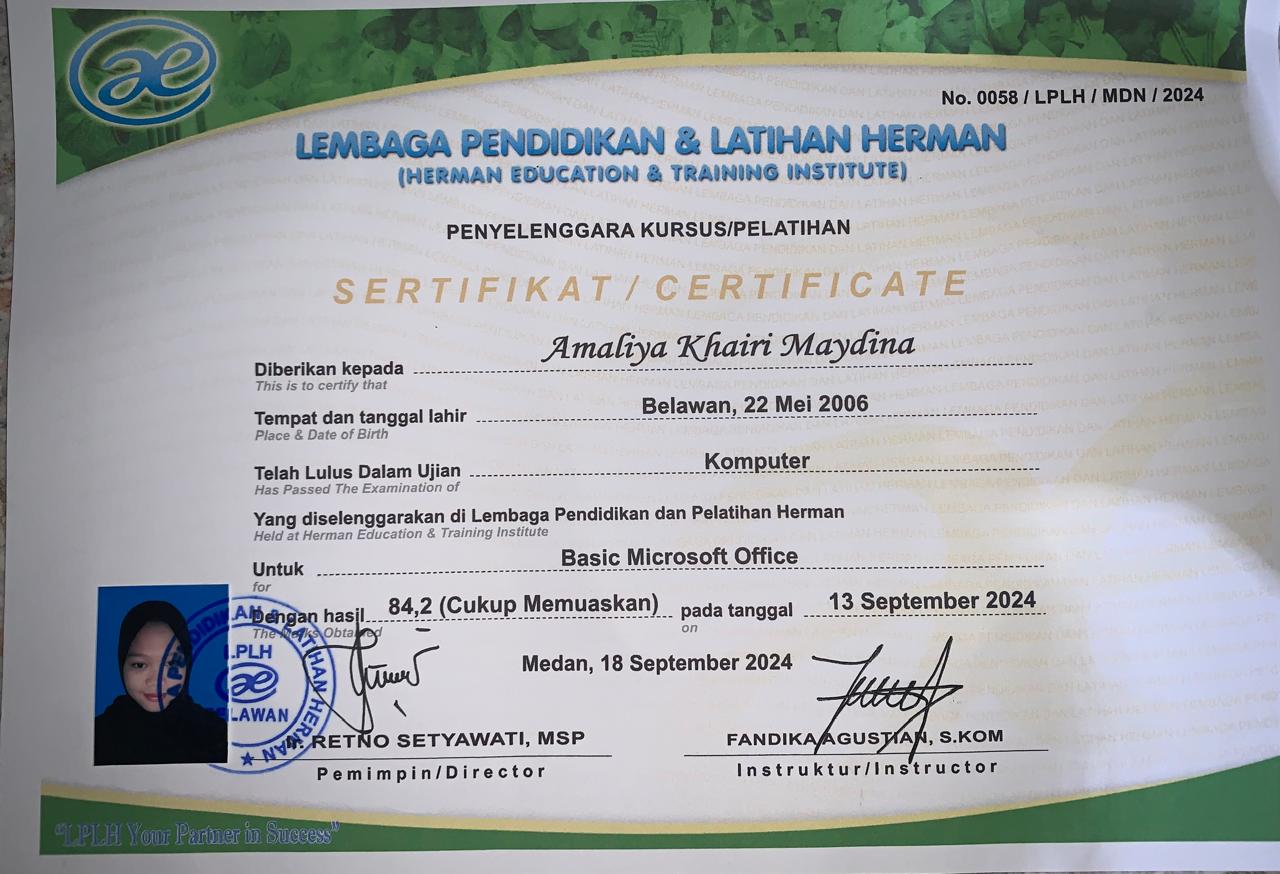 No. 0058 / LPLH / MDN / 2024
LEMBAGA PENDIDIKAN & LATIHAN HERMAN
(HERMAN EDUCATION & TRAINING INSTITUTE)
PENYELENGGARA KURSUS/PELATIHAN
SERTIFIKAT / CERTIFICATE
Diberikan kepada Amaliya Khairi Maydina
This is to certify that
Tempat dan tanggal lahir Belawan, 22 Mei 2006
Place & Date of Birth
Telah Lulus Dalam Ujian Komputer
Has Passed The Examination of
Yang diselenggarakan di Lembaga Pendidikan dan Pelatihan Herman
Held at Herman Education & Training Institute
Untuk Basic Microsoft Office
for
Dengan hasil 84,2 (Cukup Memuaskan) pada tanggal 13 September 2024
The Marks Obtained on
Medan, 18 September 2024
LPLH
BELAWAN
RETNO SETYAWATI, MSP
Pemimpin/Director
FANDIKA AGUSTIAN, S.KOM
Instruktur/Instructor
"LPLH Your Partner in Success"